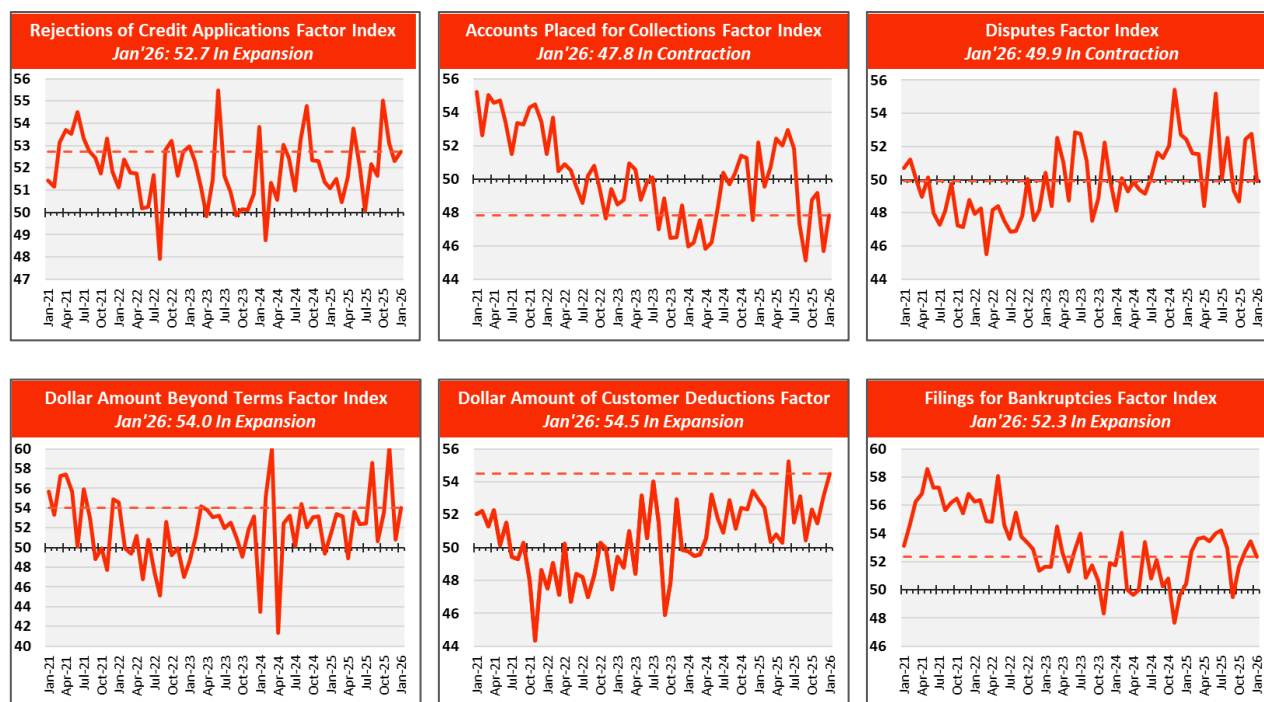 Rejections of Credit Applications Factor Index
Jan'26: 52.7 In Expansion
56
55
54
53
52
51
50
49
48
47
Jan-21
Apr-21
Jul-21
Oct-21
Jan-22
Apr-22
Jul-22
Oct-22
Jan-23
Apr-23
Jul-23
Oct-23
Jan-24
Apr-24
Jul-24
Oct-24
Jan-25
Apr-25
Jul-25
Oct-25
Jan-26
Accounts Placed for Collections Factor Index
Jan'26: 47.8 In Contraction
56
54
52
50
48
46
44
Jan-21
Apr-21
Jul-21
Oct-21
Jan-22
Apr-22
Jul-22
Oct-22
Jan-23
Apr-23
Jul-23
Oct-23
Jan-24
Apr-24
Jul-24
Oct-24
Jan-25
Apr-25
Jul-25
Oct-25
Jan-26
Disputes Factor Index
Jan'26: 49.9 In Contraction
56
54
52
50
48
46
44
Jan-21
Apr-21
Jul-21
Oct-21
Jan-22
Apr-22
Jul-22
Oct-22
Jan-23
Apr-23
Jul-23
Oct-23
Jan-24
Apr-24
Jul-24
Oct-24
Jan-25
Apr-25
Jul-25
Oct-25
Jan-26
Dollar Amount Beyond Terms Factor Index
Jan'26: 54.0 In Expansion
60
58
56
54
52
50
48
46
44
42
40
Jan-21
Apr-21
Jul-21
Oct-21
Jan-22
Apr-22
Jul-22
Oct-22
Jan-23
Apr-23
Jul-23
Oct-23
Jan-24
Apr-24
Jul-24
Oct-24
Jan-25
Apr-25
Jul-25
Oct-25
Jan-26
Dollar Amount of Customer Deductions Factor
Jan'26: 54.5 In Expansion
56
54
52
50
48
46
44
Jan-21
Apr-21
Jul-21
Oct-21
Jan-22
Apr-22
Jul-22
Oct-22
Jan-23
Apr-23
Jul-23
Oct-23
Jan-24
Apr-24
Jul-24
Oct-24
Jan-25
Apr-25
Jul-25
Oct-25
Jan-26
Filings for Bankruptcies Factor Index
Jan'26: 52.3 In Expansion
60
58
56
54
52
50
48
46
Jan-21
Apr-21
Jul-21
Oct-21
Jan-22
Apr-22
Jul-22
Oct-22
Jan-23
Apr-23
Jul-23
Oct-23
Jan-24
Apr-24
Jul-24
Oct-24
Jan-25
Apr-25
Jul-25
Oct-25
Jan-26